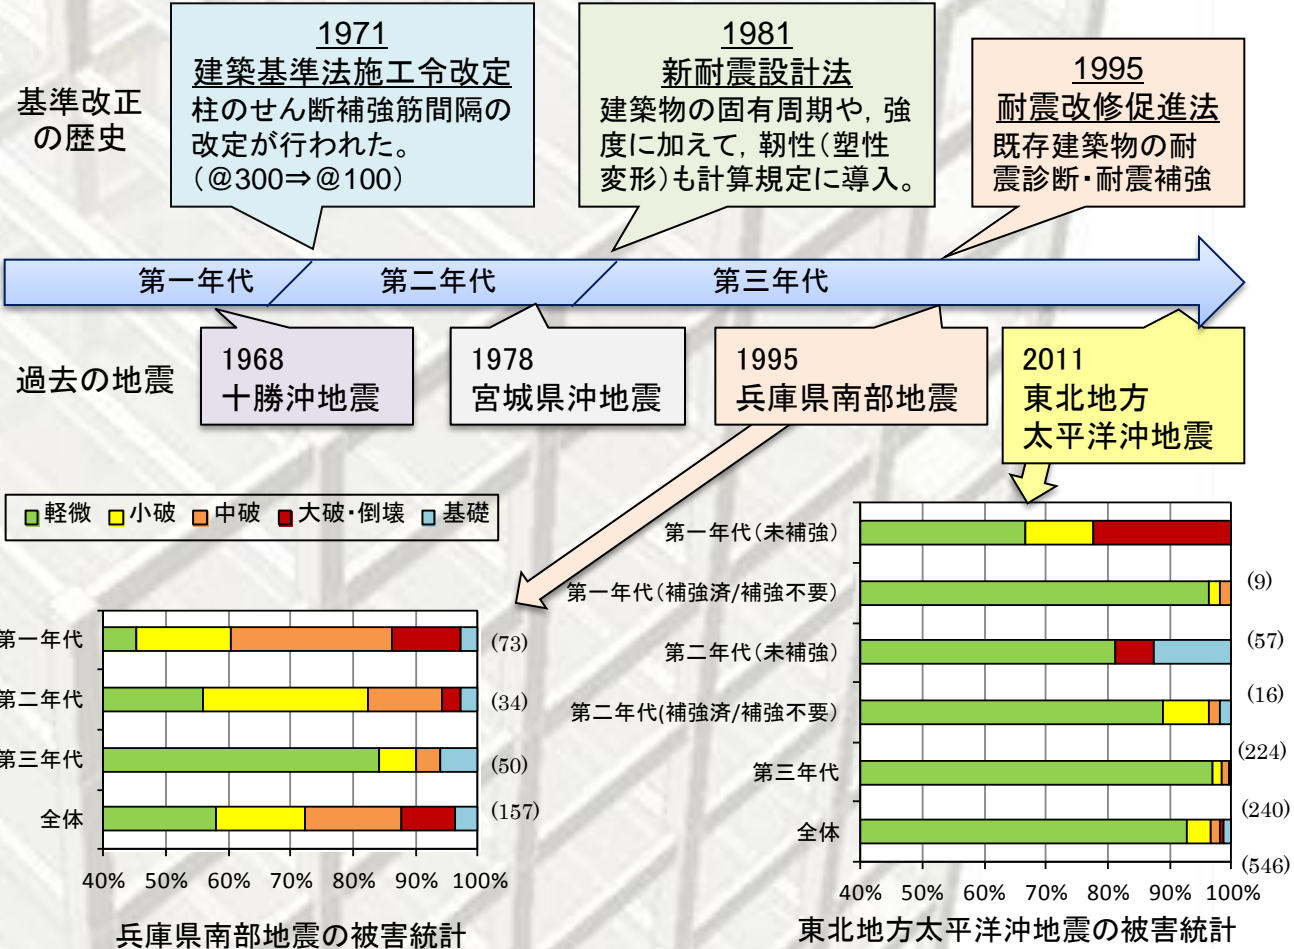 基準改正
の歴史
1971
建築基準法施工令改定
柱のせん断補強筋間隔の
改定が行われた。
（@300⇒@100）
1981
新耐震設計法
建築物の固有周期や，強
度に加えて，靭性（塑性
変形）も計算規定に導入。
1995
耐震改修促進法
既存建築物の耐
震診断・耐震補強
第一年代
第二年代
第三年代
過去の地震
1968
十勝沖地震
1978
宮城県沖地震
1995
兵庫県南部地震
2011
東北地方
太平洋沖地震
軽微 小破 中破 大破・倒壊 基礎
第一年代 (73)
第二年代 (34)
第三年代 (50)
全体 (157)
40% 50% 60% 70% 80% 90% 100%
兵庫県南部地震の被害統計
第一年代（未補強）
(9)
第一年代（補強済/補強不要）
(57)
第二年代（未補強）
(16)
第二年代(補強済/補強不要）
(224)
第三年代
(240)
全体
(546)
40% 50% 60% 70% 80% 90% 100%
東北地方太平洋沖地震の被害統計